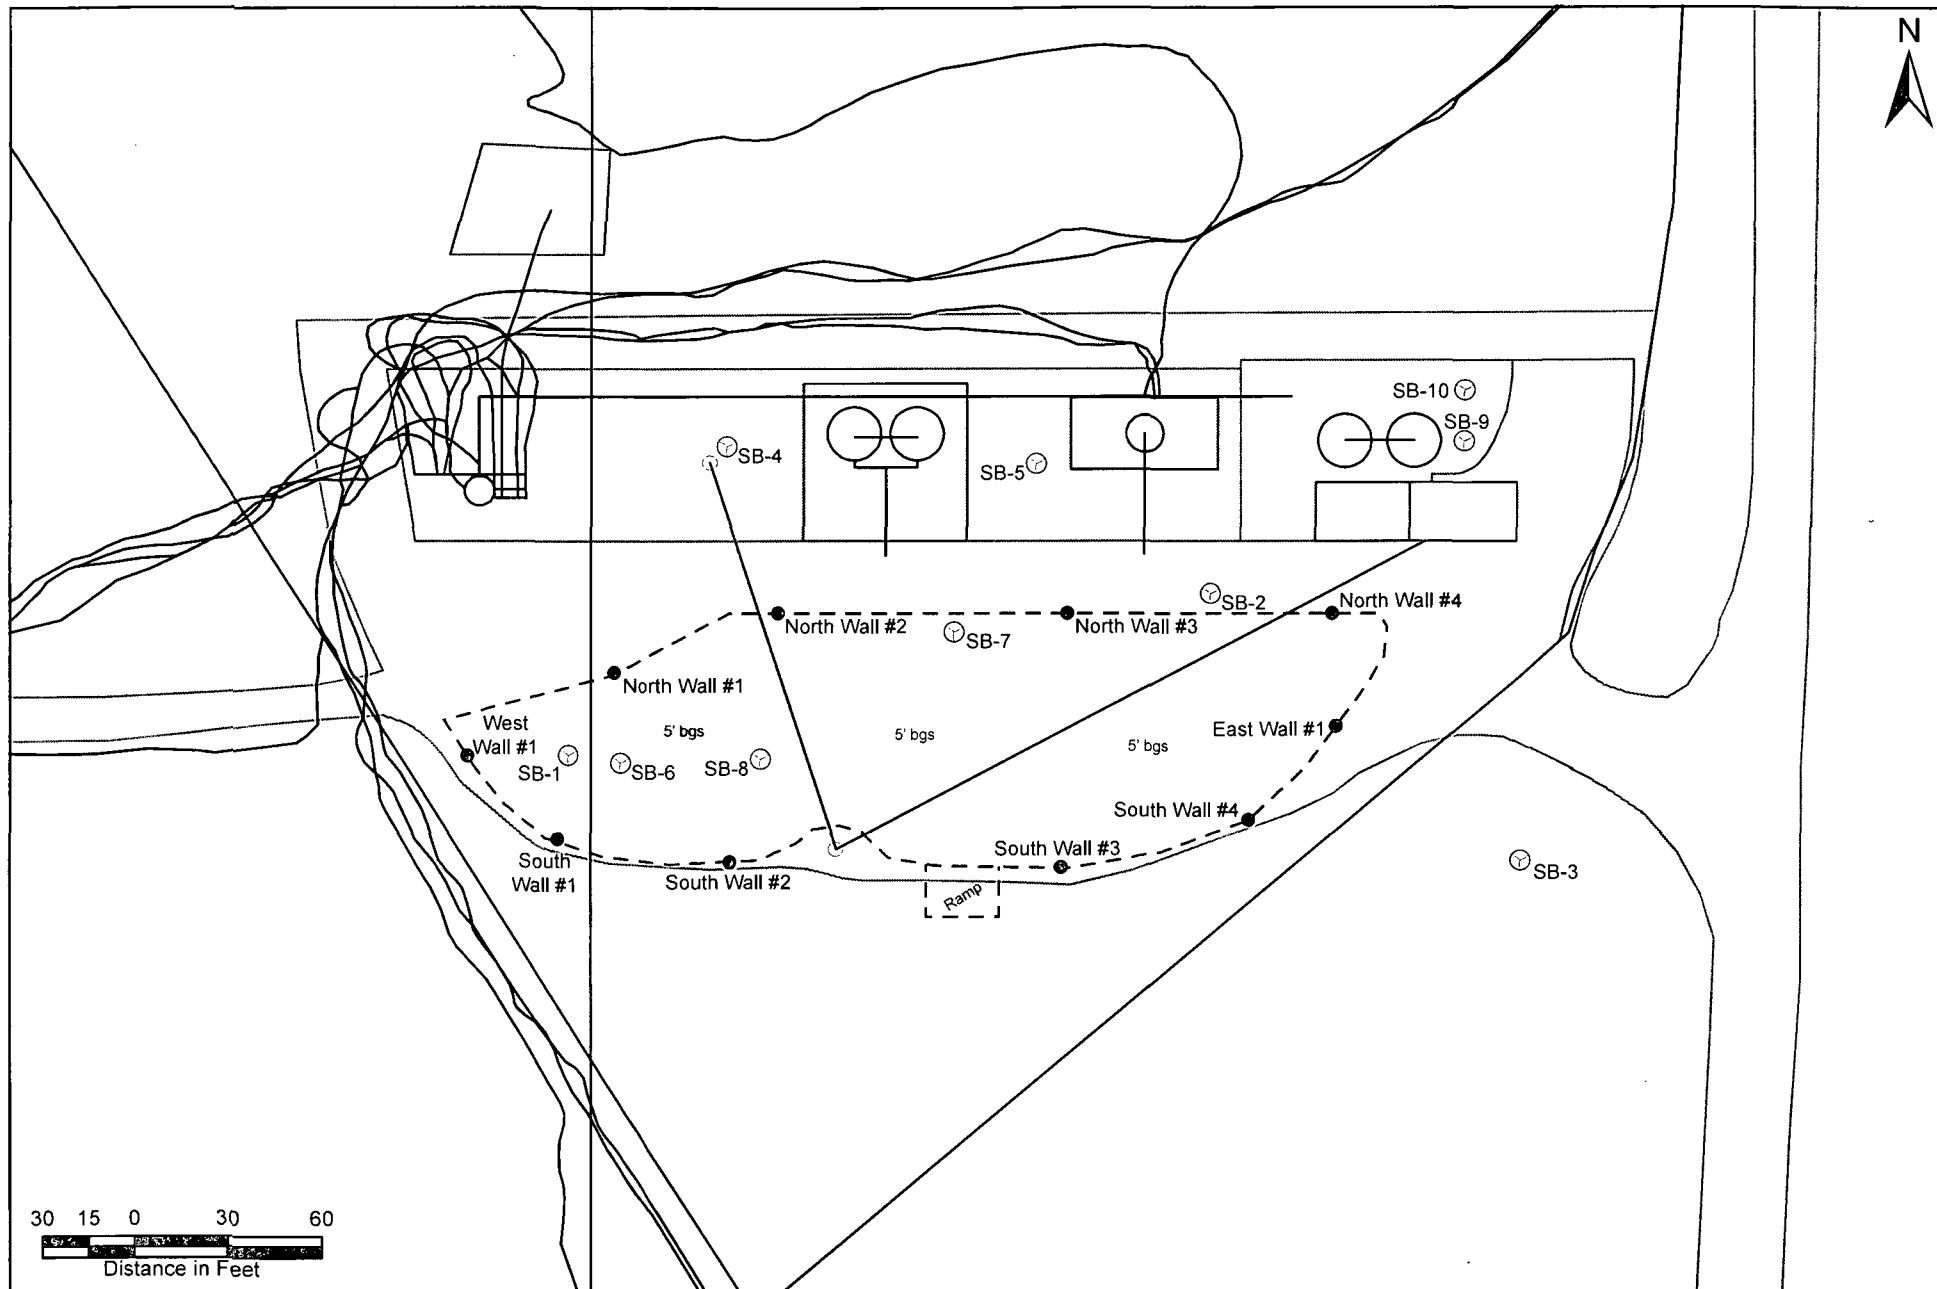 N
SB-10
SB-9
SB-4
SB-5
SB-2
North Wall #4
North Wall #2
North Wall #3
SB-7
North Wall #1
West
Wall #1
5' bgs
5' bgs
5' bgs
East Wall #1
SB-1
SB-6
SB-8
South Wall #4
South
Wall #1
South Wall #2
South Wall #3
SB-3
Ramp
30 15 0 30 60
Distance in Feet